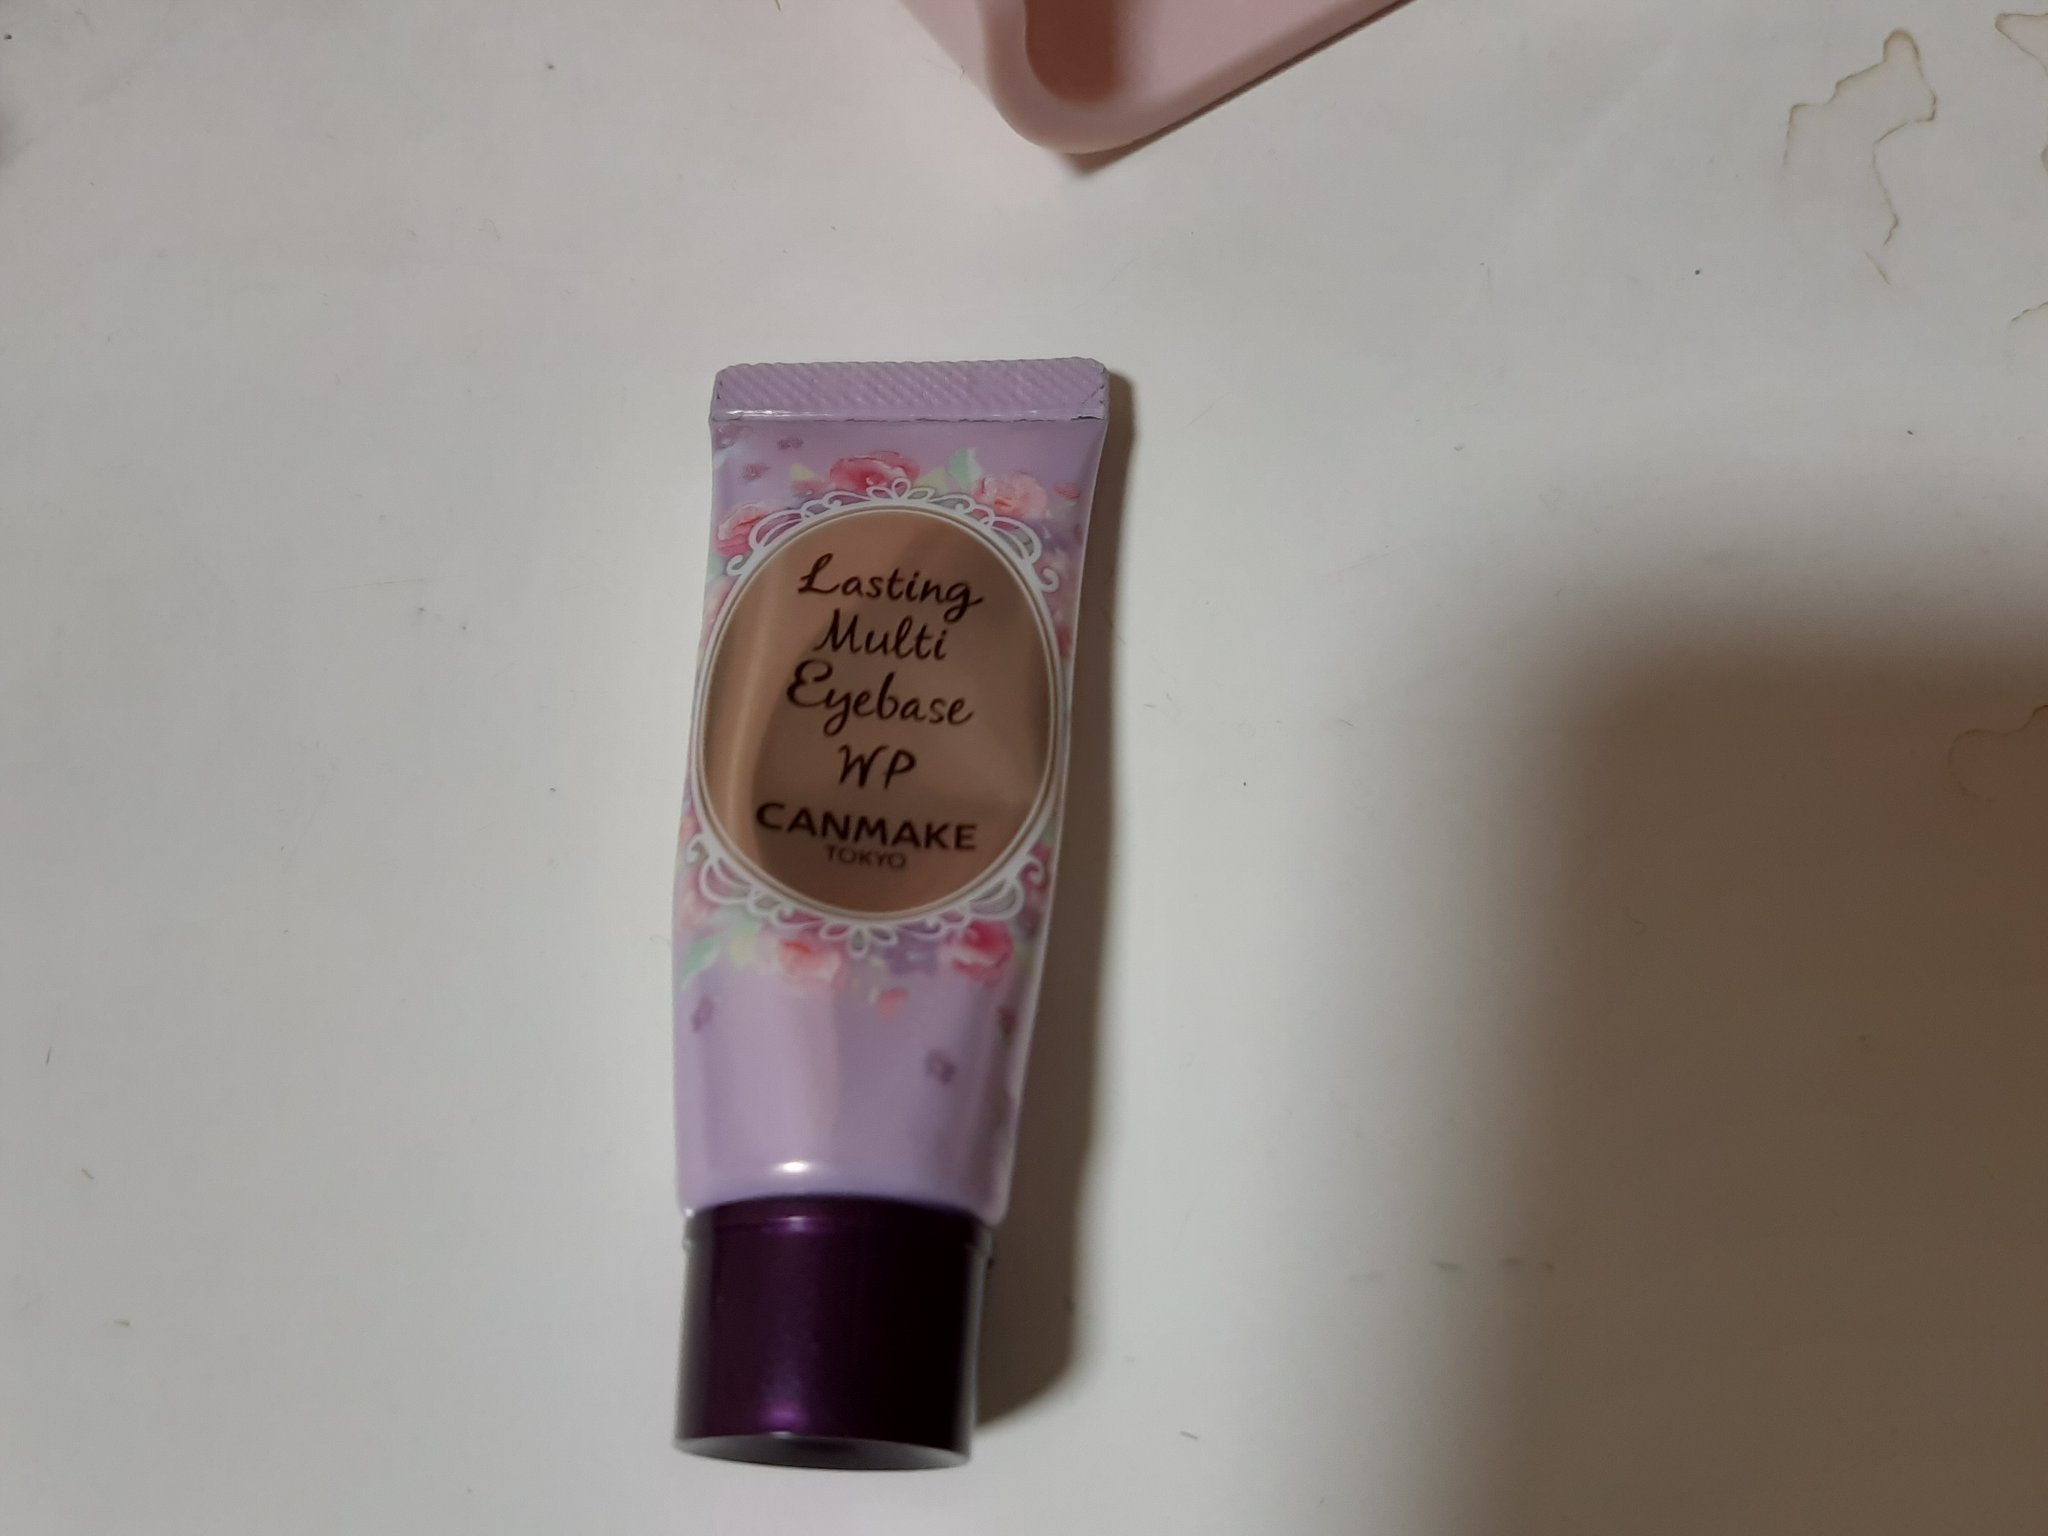 Lasting
Multi
Eyebase
WP
CANMAKE
TOKYO